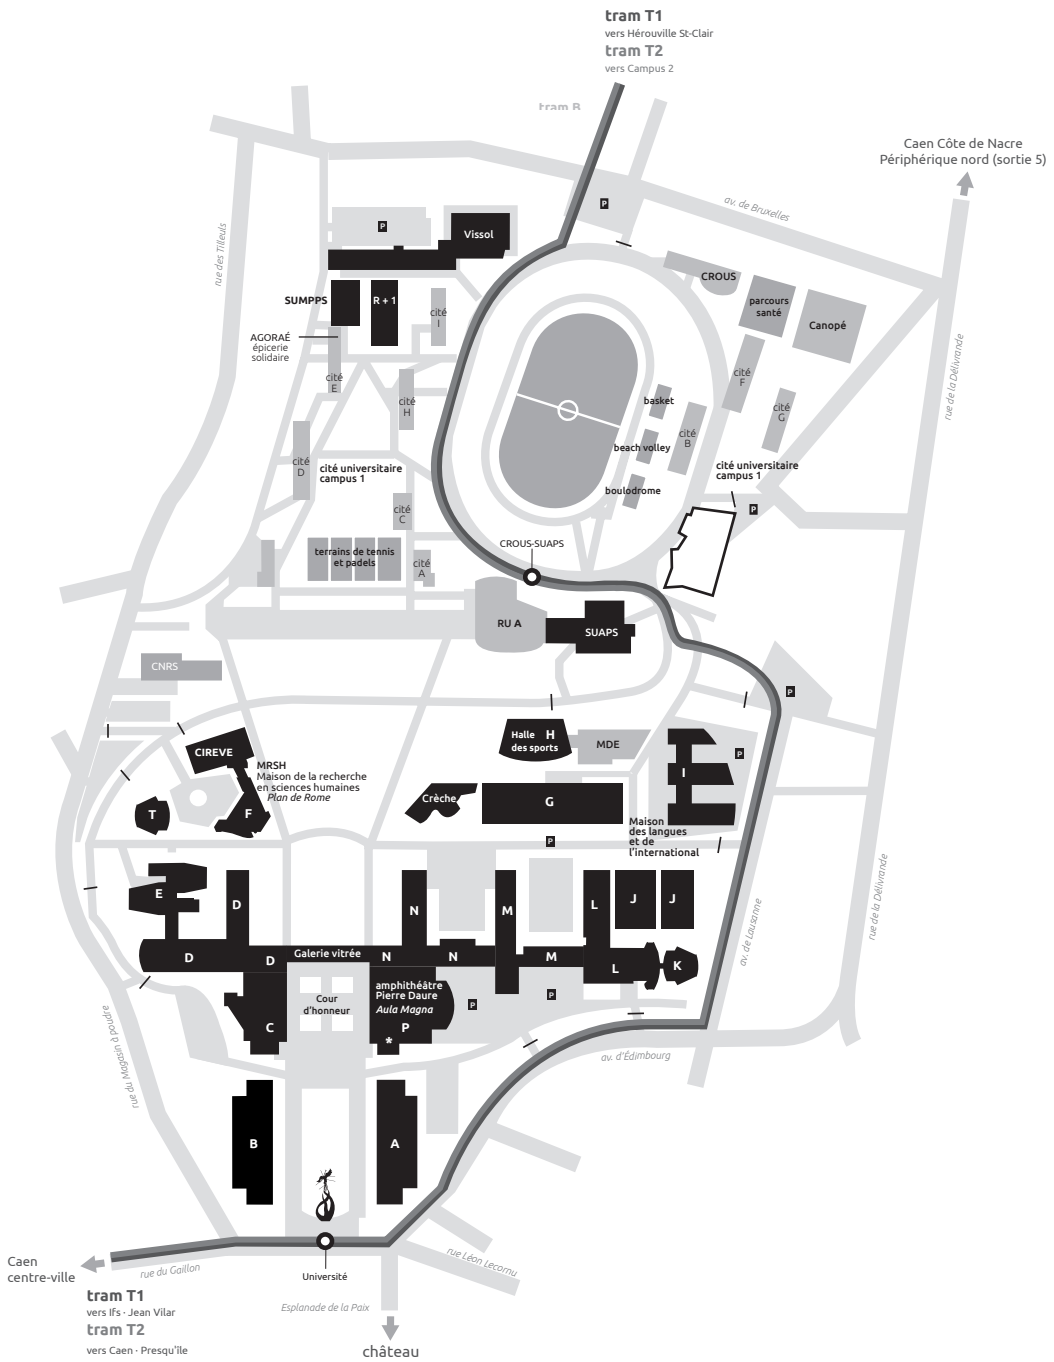 tram T1
vers Hérouville St-Clair
tram T2
vers Campus 2
tram B
Caen Côte de Nacre
Périphérique nord (sortie 5)
av. de Bruxelles
rue des Tilleuls
P
P
Vissol
CROUS
SUMPPS
R + 1
cité
I
parcours
santé
Canopé
AGORAÉ
épicerie
solidaire
cité
E
cité
F
rue de la Délivrande
cité
H
basket
cité
G
cité
B
beach volley
cité
D
cité universitaire
campus 1
cité universitaire
campus 1
boulodrome
cité
C
P
CROUS-SUAPS
terrains de tennis
et padels
cité
A
RU A
SUAPS
CNRS
P
Halle H
des sports
MDE
CIREVE
P
MRSH
Maison de la recherche
en sciences humaines
Plan de Rome
I
Crèche
G
T
F
Maison
des langues
et de
l'international
P
E
D
N
M
L
J
J
rue de la Délivrande
av. de Lausanne
D
D
Galerie vitrée
N
N
M
L
K
amphithéâtre
Pierre Daure
Aula Magna
P
*
Cour
d'honneur
P
P
C
rue du Magasin à poudre
av. d'Édimbourg
B
A
Caen
centre-ville
rue du Gaillon
rue Léon Lecornu
Université
tram T1
vers Ifs · Jean Vilar
tram T2
vers Caen · Presqu'île
Esplanade de la Paix
château